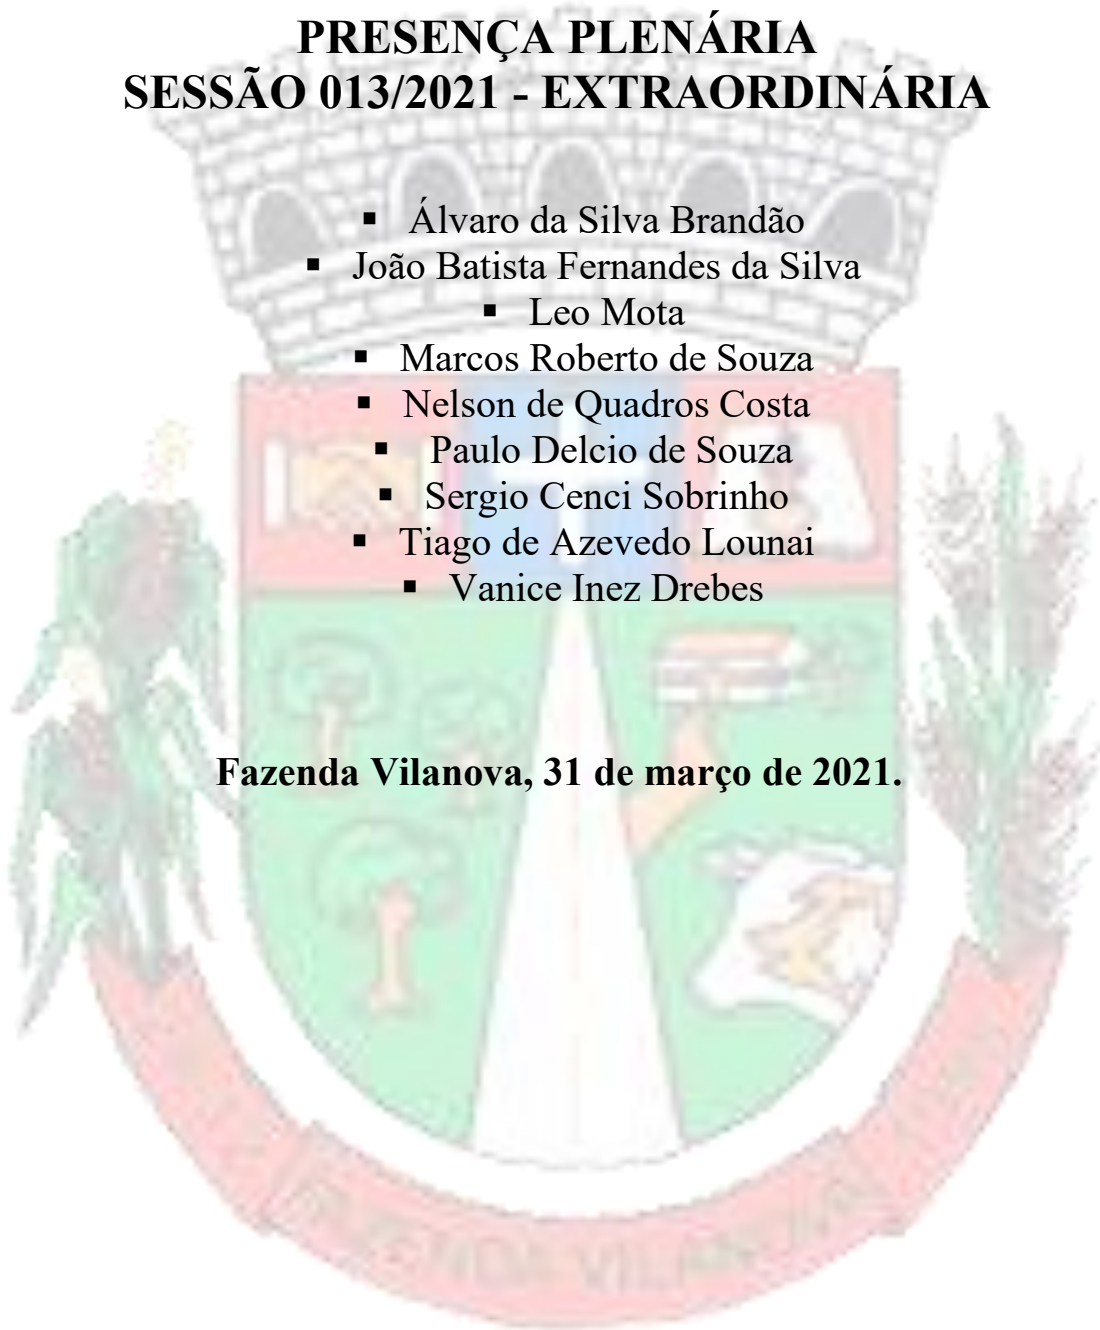 PRESENÇA PLENÁRIA
SESSÃO 013/2021 - EXTRAORDINÁRIA
▪ Álvaro da Silva Brandão
▪ João Batista Fernandes da Silva
▪ Leo Mota
▪ Marcos Roberto de Souza
▪ Nelson de Quadros Costa
▪ Paulo Delcio de Souza
▪ Sergio Cenci Sobrinho
▪ Tiago de Azevedo Lounai
▪ Vanice Inez Drebes
Fazenda Vilanova, 31 de março de 2021.
FAZENDA VILANOVA